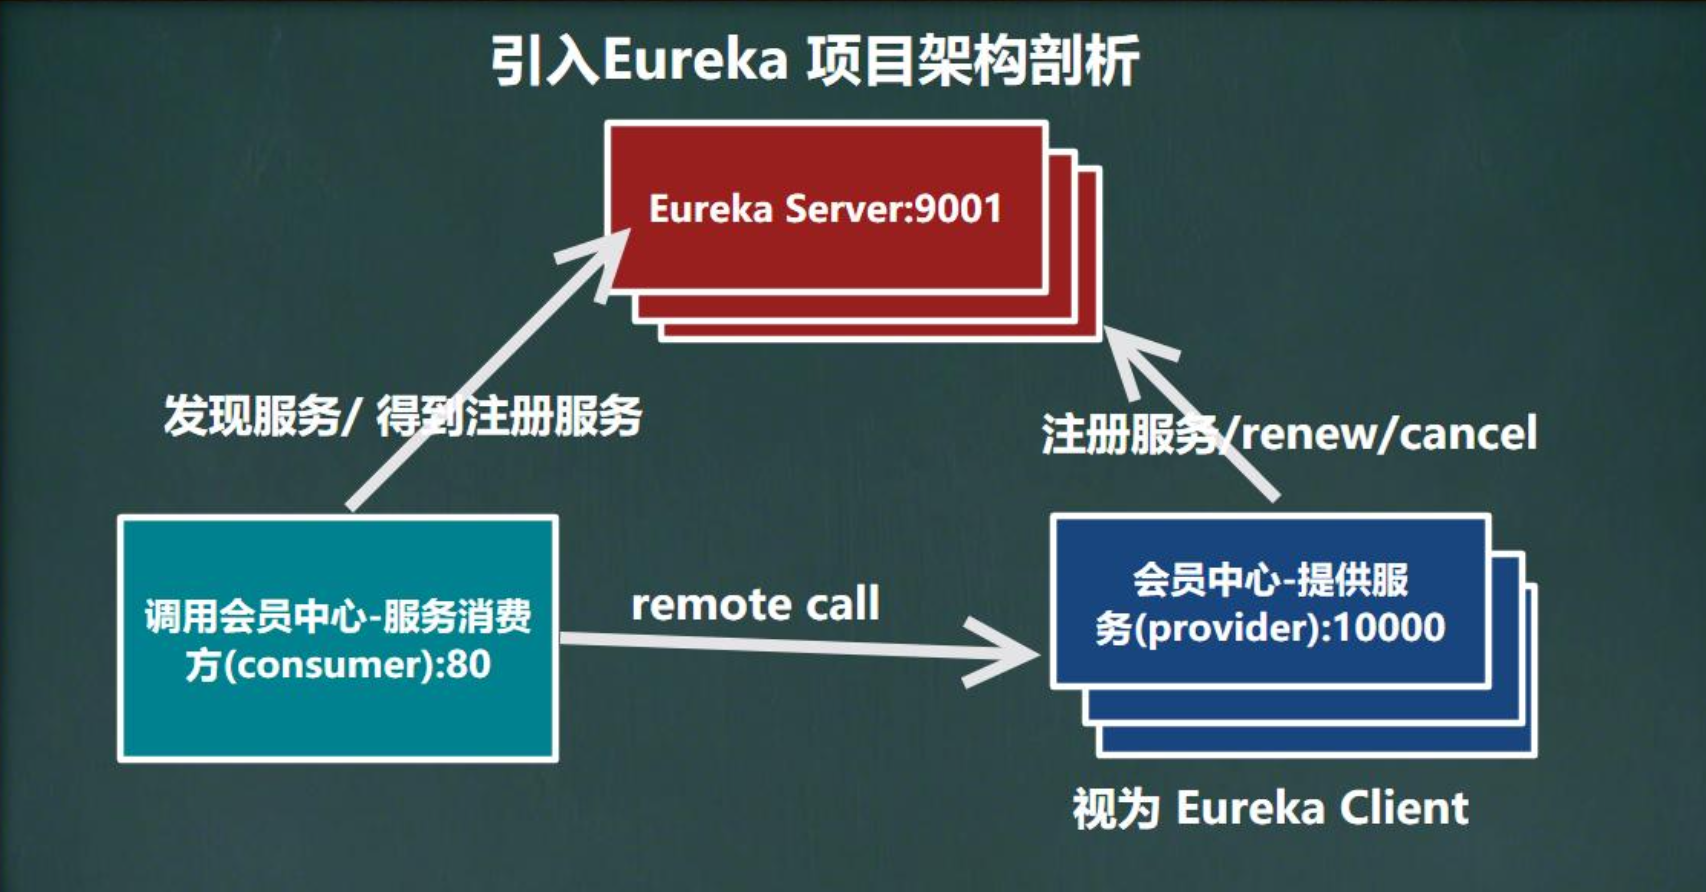 引入Eureka 项目架构剖析
Eureka Server:9001
发现服务/ 得到注册服务
注册服务/renew/cancel
调用会员中心-服务消费
方(consumer):80
remote call
会员中心-提供服
务(provider):10000
视为 Eureka Client